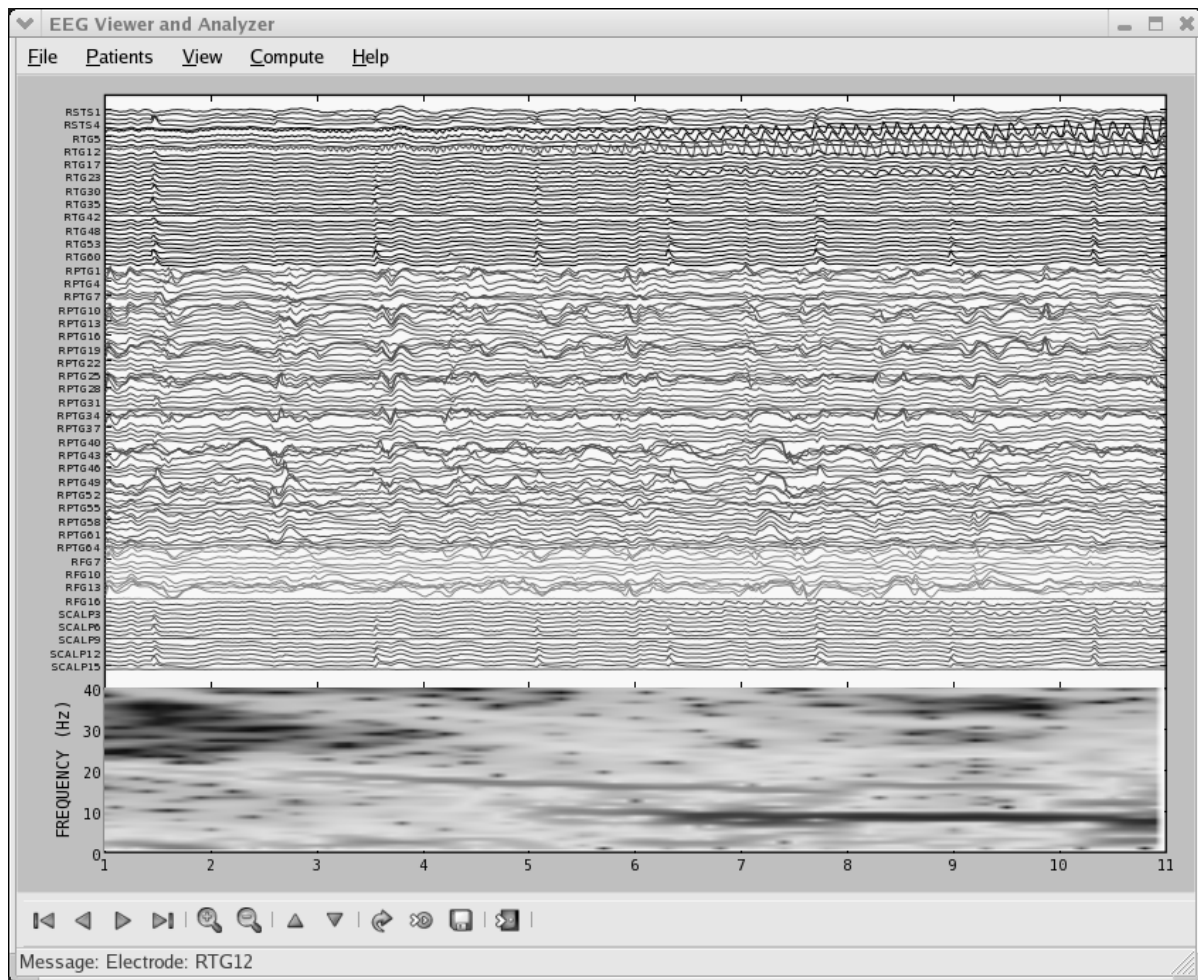 EEG Viewer and Analyzer
File Patients View Compute Help
RSTS1
RSTS4
RTG5
RTG12
RTG17
RTG23
RTG30
RTG35
RTG42
RTG48
RTG53
RTG60
RPTG1
RPTG4
RPTG7
RPTG10
RPTG13
RPTG16
RPTG19
RPTG22
RPTG25
RPTG28
RPTG31
RPTG34
RPTG37
RPTG40
RPTG43
RPTG46
RPTG49
RPTG52
RPTG55
RPTG58
RPTG61
RPTG64
RFG7
RFG10
RFG13
RFG16
SCALP3
SCALP6
SCALP9
SCALP12
SCALP15
FREQUENCY (Hz)
40
30
20
10
0
1 2 3 4 5 6 7 8 9 10 11
Message: Electrode: RTG12